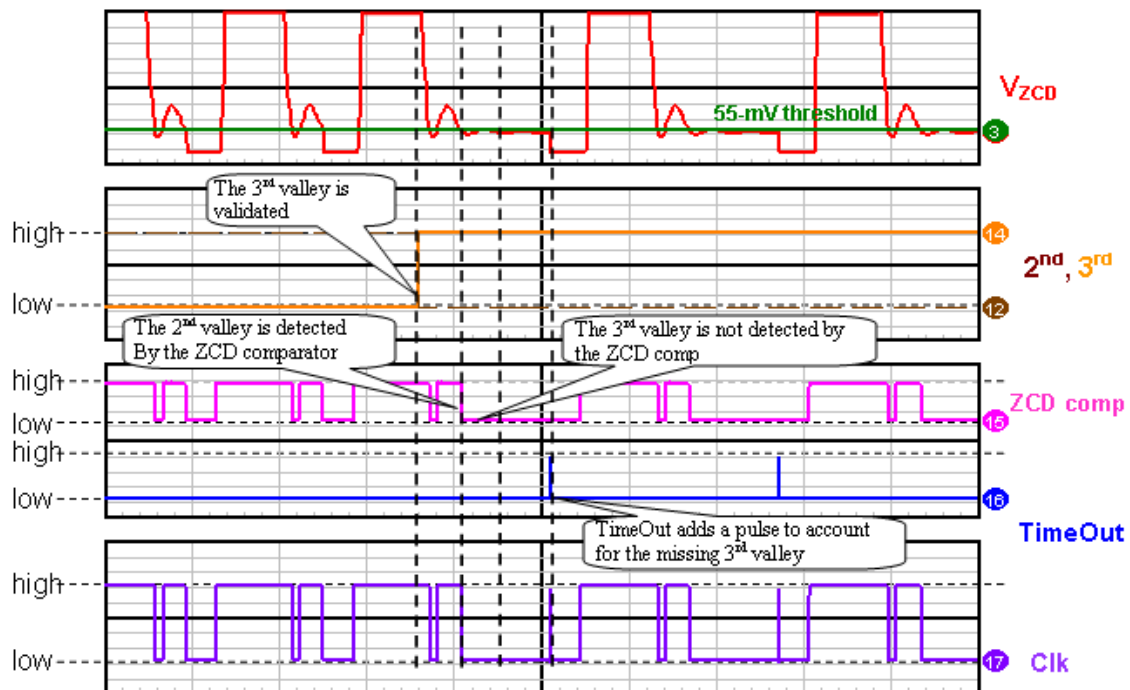 VZCD
55-mV threshold
3
The 3rd valley is
validated
high
14
2nd, 3rd
low
12
The 2nd valley is detected
By the ZCD comparator
The 3rd valley is not detected by
the ZCD comp
high
ZCD comp
low
15
high
low
16
TimeOut adds a pulse to account
for the missing 3rd valley
TimeOut
high
low
17
Clk